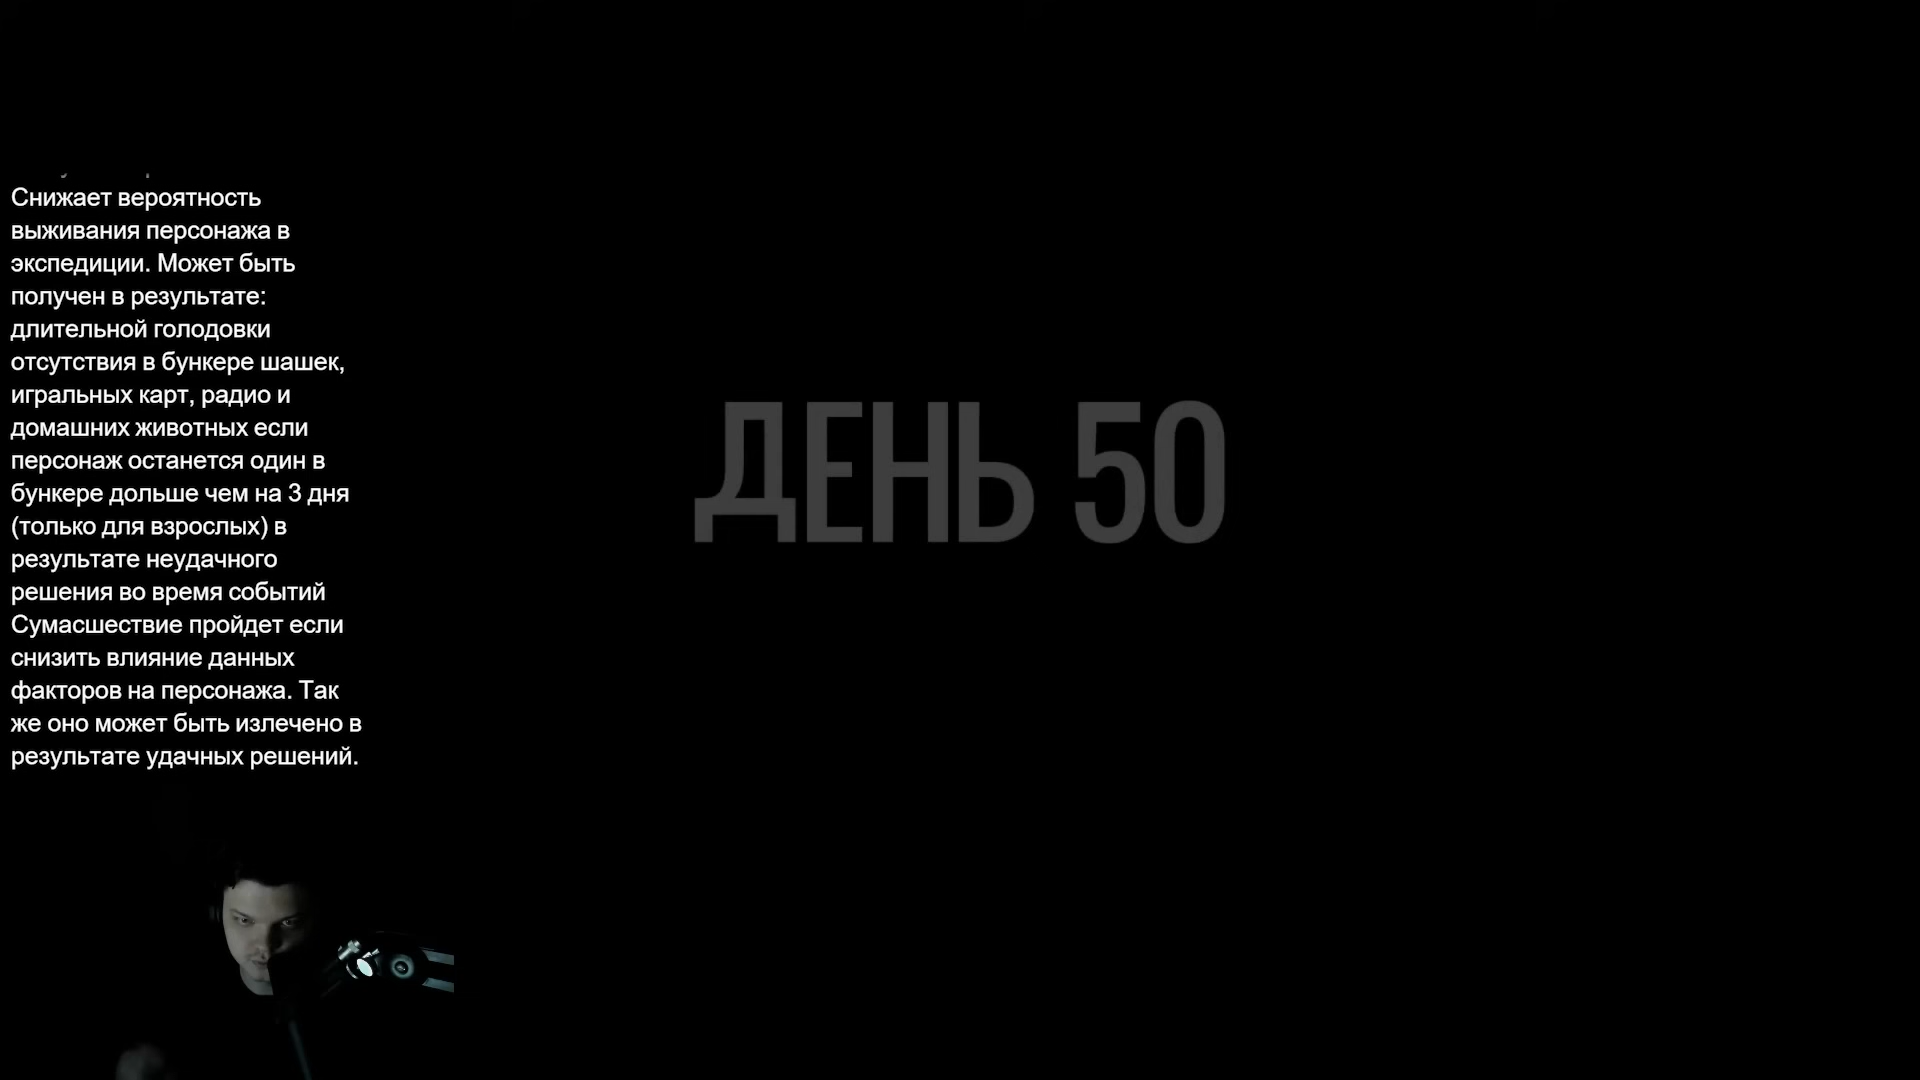 Снижает вероятность
выживания персонажа в
экспедиции. Может быть
получен в результате:
длительной голодовки
отсутствия в бункере шашек,
игральных карт, радио и
домашних животных если
персонаж останется один в
бункере дольше чем на 3 дня
(только для взрослых) в
результате неудачного
решения во время событий
Сумасшествие пройдет если
снизить влияние данных
факторов на персонажа. Так
же оно может быть излечено в
результате удачных решений.
ДЕНЬ 50